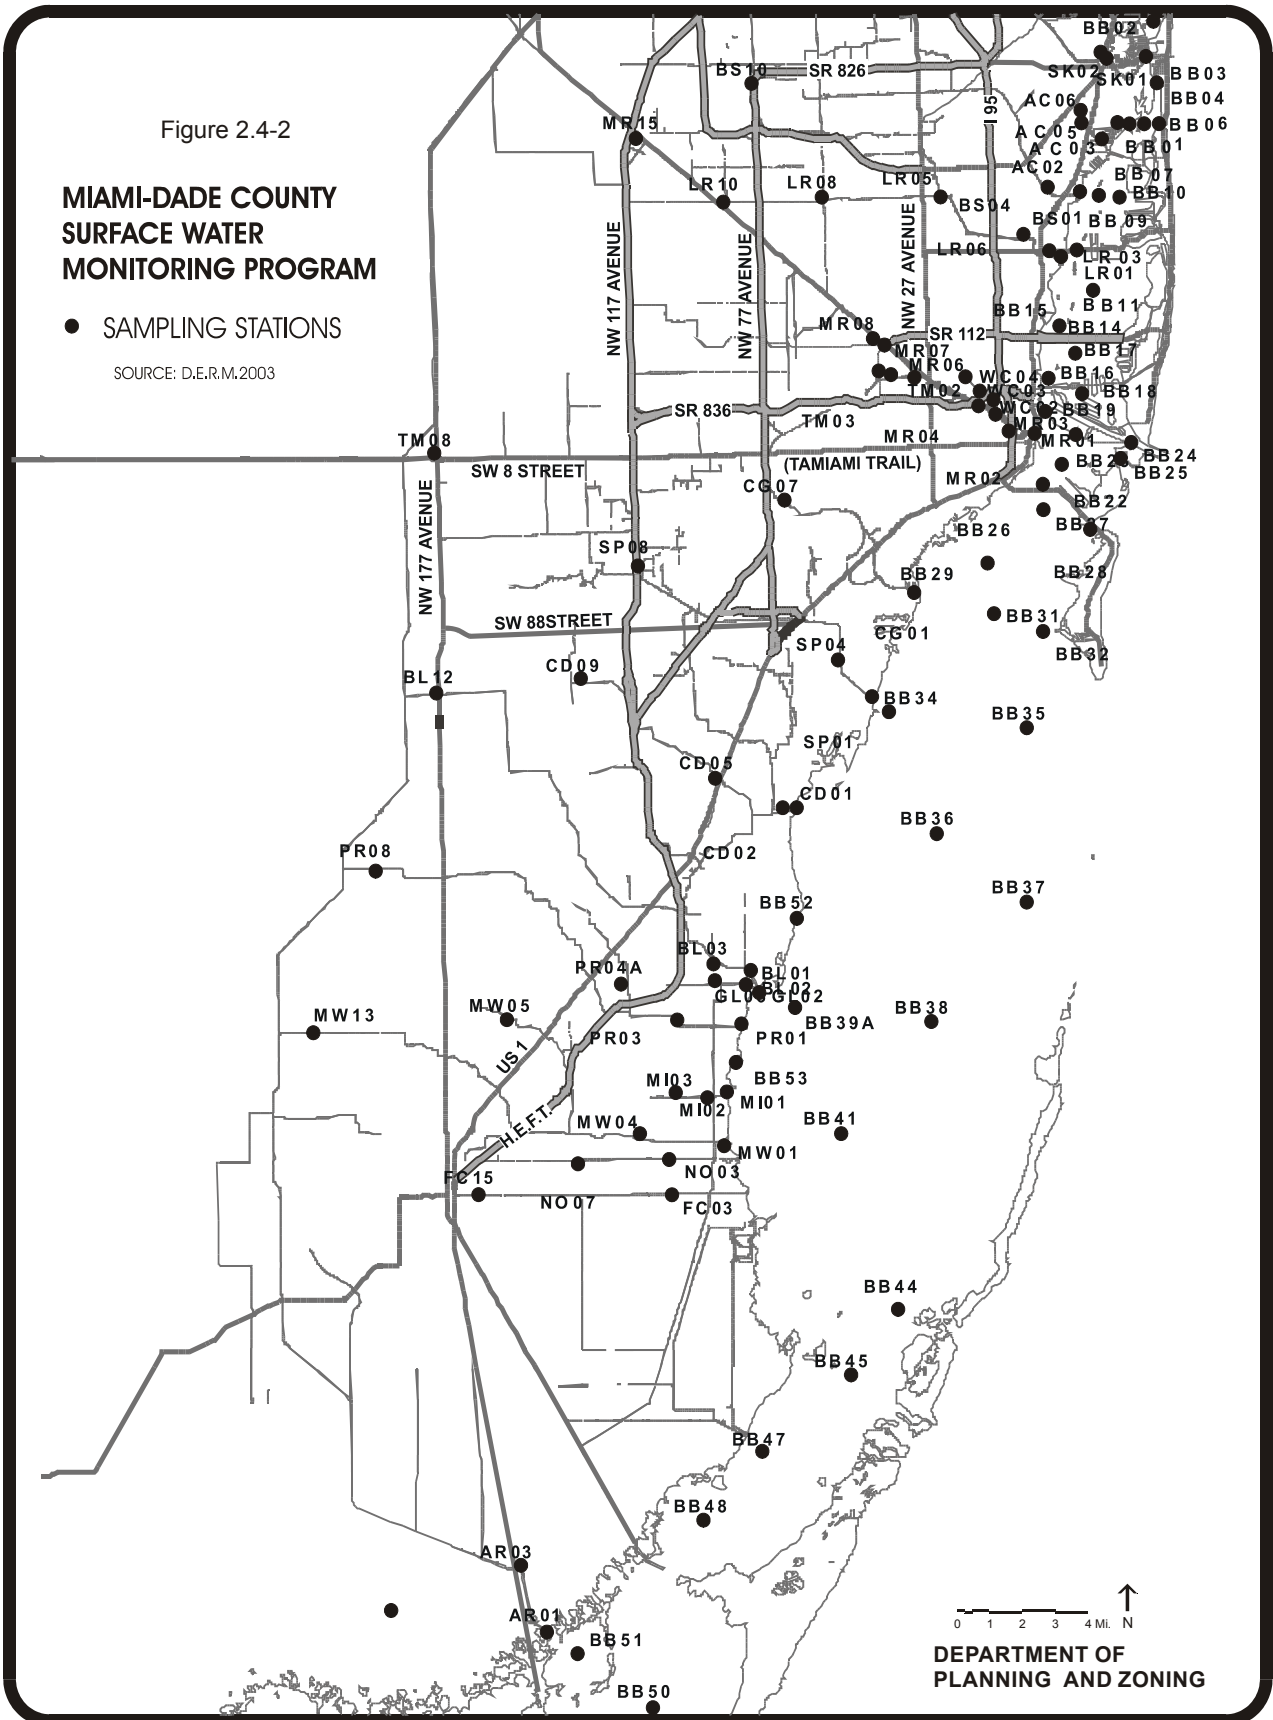 Figure 2.4-2
MIAMI-DADE COUNTY
SURFACE WATER
MONITORING PROGRAM
SAMPLING STATIONS
SOURCE: D.E.R.M.2003
BB02
BS10
SR 826
SK02
SK01
BB03
AC06
BB04
I 95
MR15
AC05
BB06
AC03
BB01
AC02
BB07
LR10
LR08
LR05
BB10
BS04
BS01
BB09
NW 117 AVENUE
NW 77 AVENUE
NW 27 AVENUE
LR06
LR03
LR01
BB11
BB15
MR08
SR 112
BB14
MR07
BB17
MR06
WC04
BB16
TM02
WC03
BB18
SR 836
WC02
BB19
TM03
MR03
TM08
MR04
MR01
SW 8 STREET
(TAMIAMI TRAIL)
BB24
BB25
MR02
CG07
BB22
NW 177 AVENUE
BB26
BB27
SP08
BB29
BB28
SW 88STREET
BB31
CG01
SP04
BB32
CD09
BL12
BB34
BB35
SP01
CD05
CD01
BB36
PR08
CD02
BB37
BB52
BL03
PR04A
BL01
BL02
GL03
GL02
MW05
BB38
MW13
BB39A
PR03
PR01
US 1
MI03
BB53
MI02
MI01
H.E.F.T.
MW04
BB41
MW01
FC15
NO03
NO07
FC03
BB44
BB45
BB47
BB48
AR03
AR01
BB51
BB50
0 1 2 3 4 Mi. N
DEPARTMENT OF
PLANNING AND ZONING